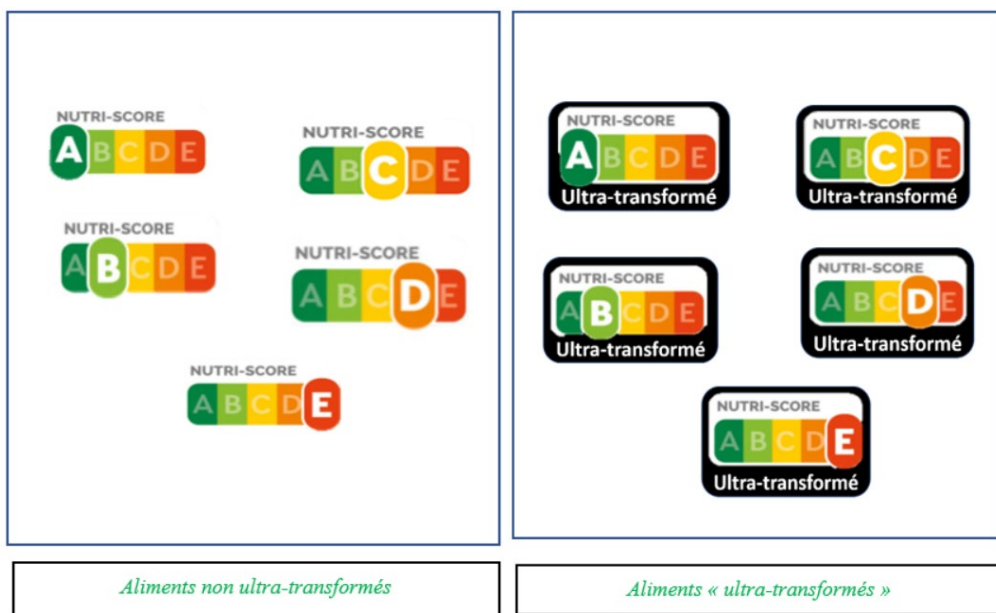 NUTRI-SCORE
A B C D E
NUTRI-SCORE
A B C D E
NUTRI-SCORE
A B C D E
NUTRI-SCORE
A B C D E
NUTRI-SCORE
A B C D E
Aliments non ultra-transformés
NUTRI-SCORE
A B C D E
Ultra-transformé
NUTRI-SCORE
A B C D E
Ultra-transformé
NUTRI-SCORE
A B C D E
Ultra-transformé
NUTRI-SCORE
A B C D E
Ultra-transformé
NUTRI-SCORE
A B C D E
Ultra-transformé
Aliments « ultra-transformés »